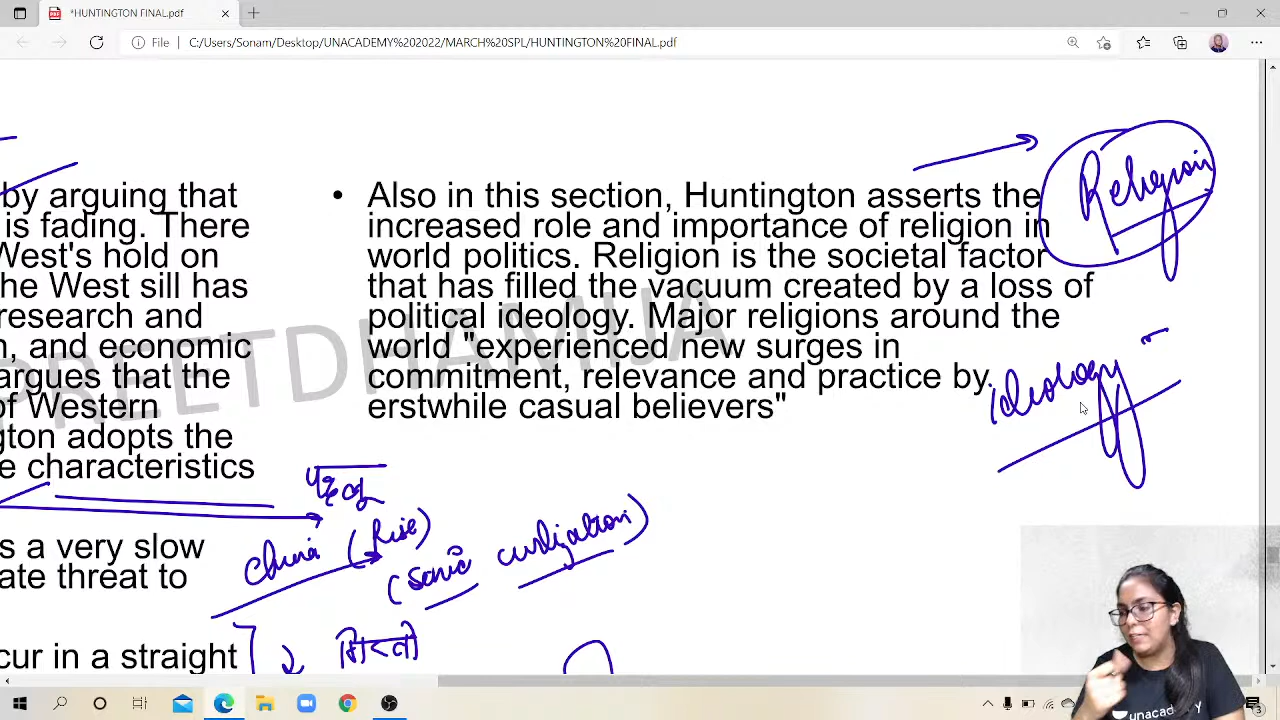 *HUNTINGTON FINAL.pdf
File
C:/Users/Sonam/Desktop/UNACADEMY%202022/MARCH%20SPL/HUNTINGTON%20FINAL.pdf
by arguing that
is fading. There
West's hold on
he West sill has
research and
n, and economic
argues that the
of Western
gton adopts the
e characteristics
s a very slow
ate threat to
cur in a straight
• Also in this section, Huntington asserts the
increased role and importance of religion in
world politics. Religion is the societal factor
that has filled the vacuum created by a loss of
political ideology. Major religions around the
world "experienced new surges in
commitment, relevance and practice by
erstwhile casual believers"
Religion
ideology
China (Rise)
(Sonic civilization)
PREETDHAMIJA
unacademy